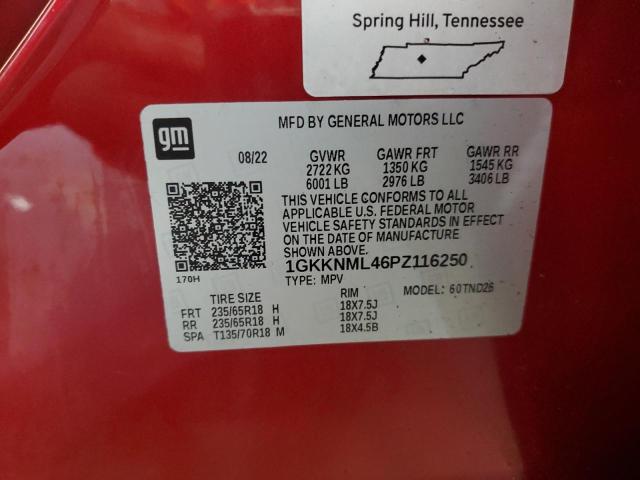 Spring Hill, Tennessee
gm
MFD BY GENERAL MOTORS LLC
08/22 GVWR GAWR FRT GAWR RR
2722 KG 1350 KG 1545 KG
6001 LB 2976 LB 3406 LB
THIS VEHICLE CONFORMS TO ALL
APPLICABLE U.S. FEDERAL MOTOR
VEHICLE SAFETY STANDARDS IN EFFECT
ON THE DATE OF MANUFACTURE
SHOWN ABOVE.
170H
1GKKNML46PZ116250
TYPE: MPV MODEL: 60TND26
TIRE SIZE RIM
FRT 235/65R18 H 18X7.5J
RR 235/65R18 H 18X7.5J
SPA T135/70R18 M 18X4.5B